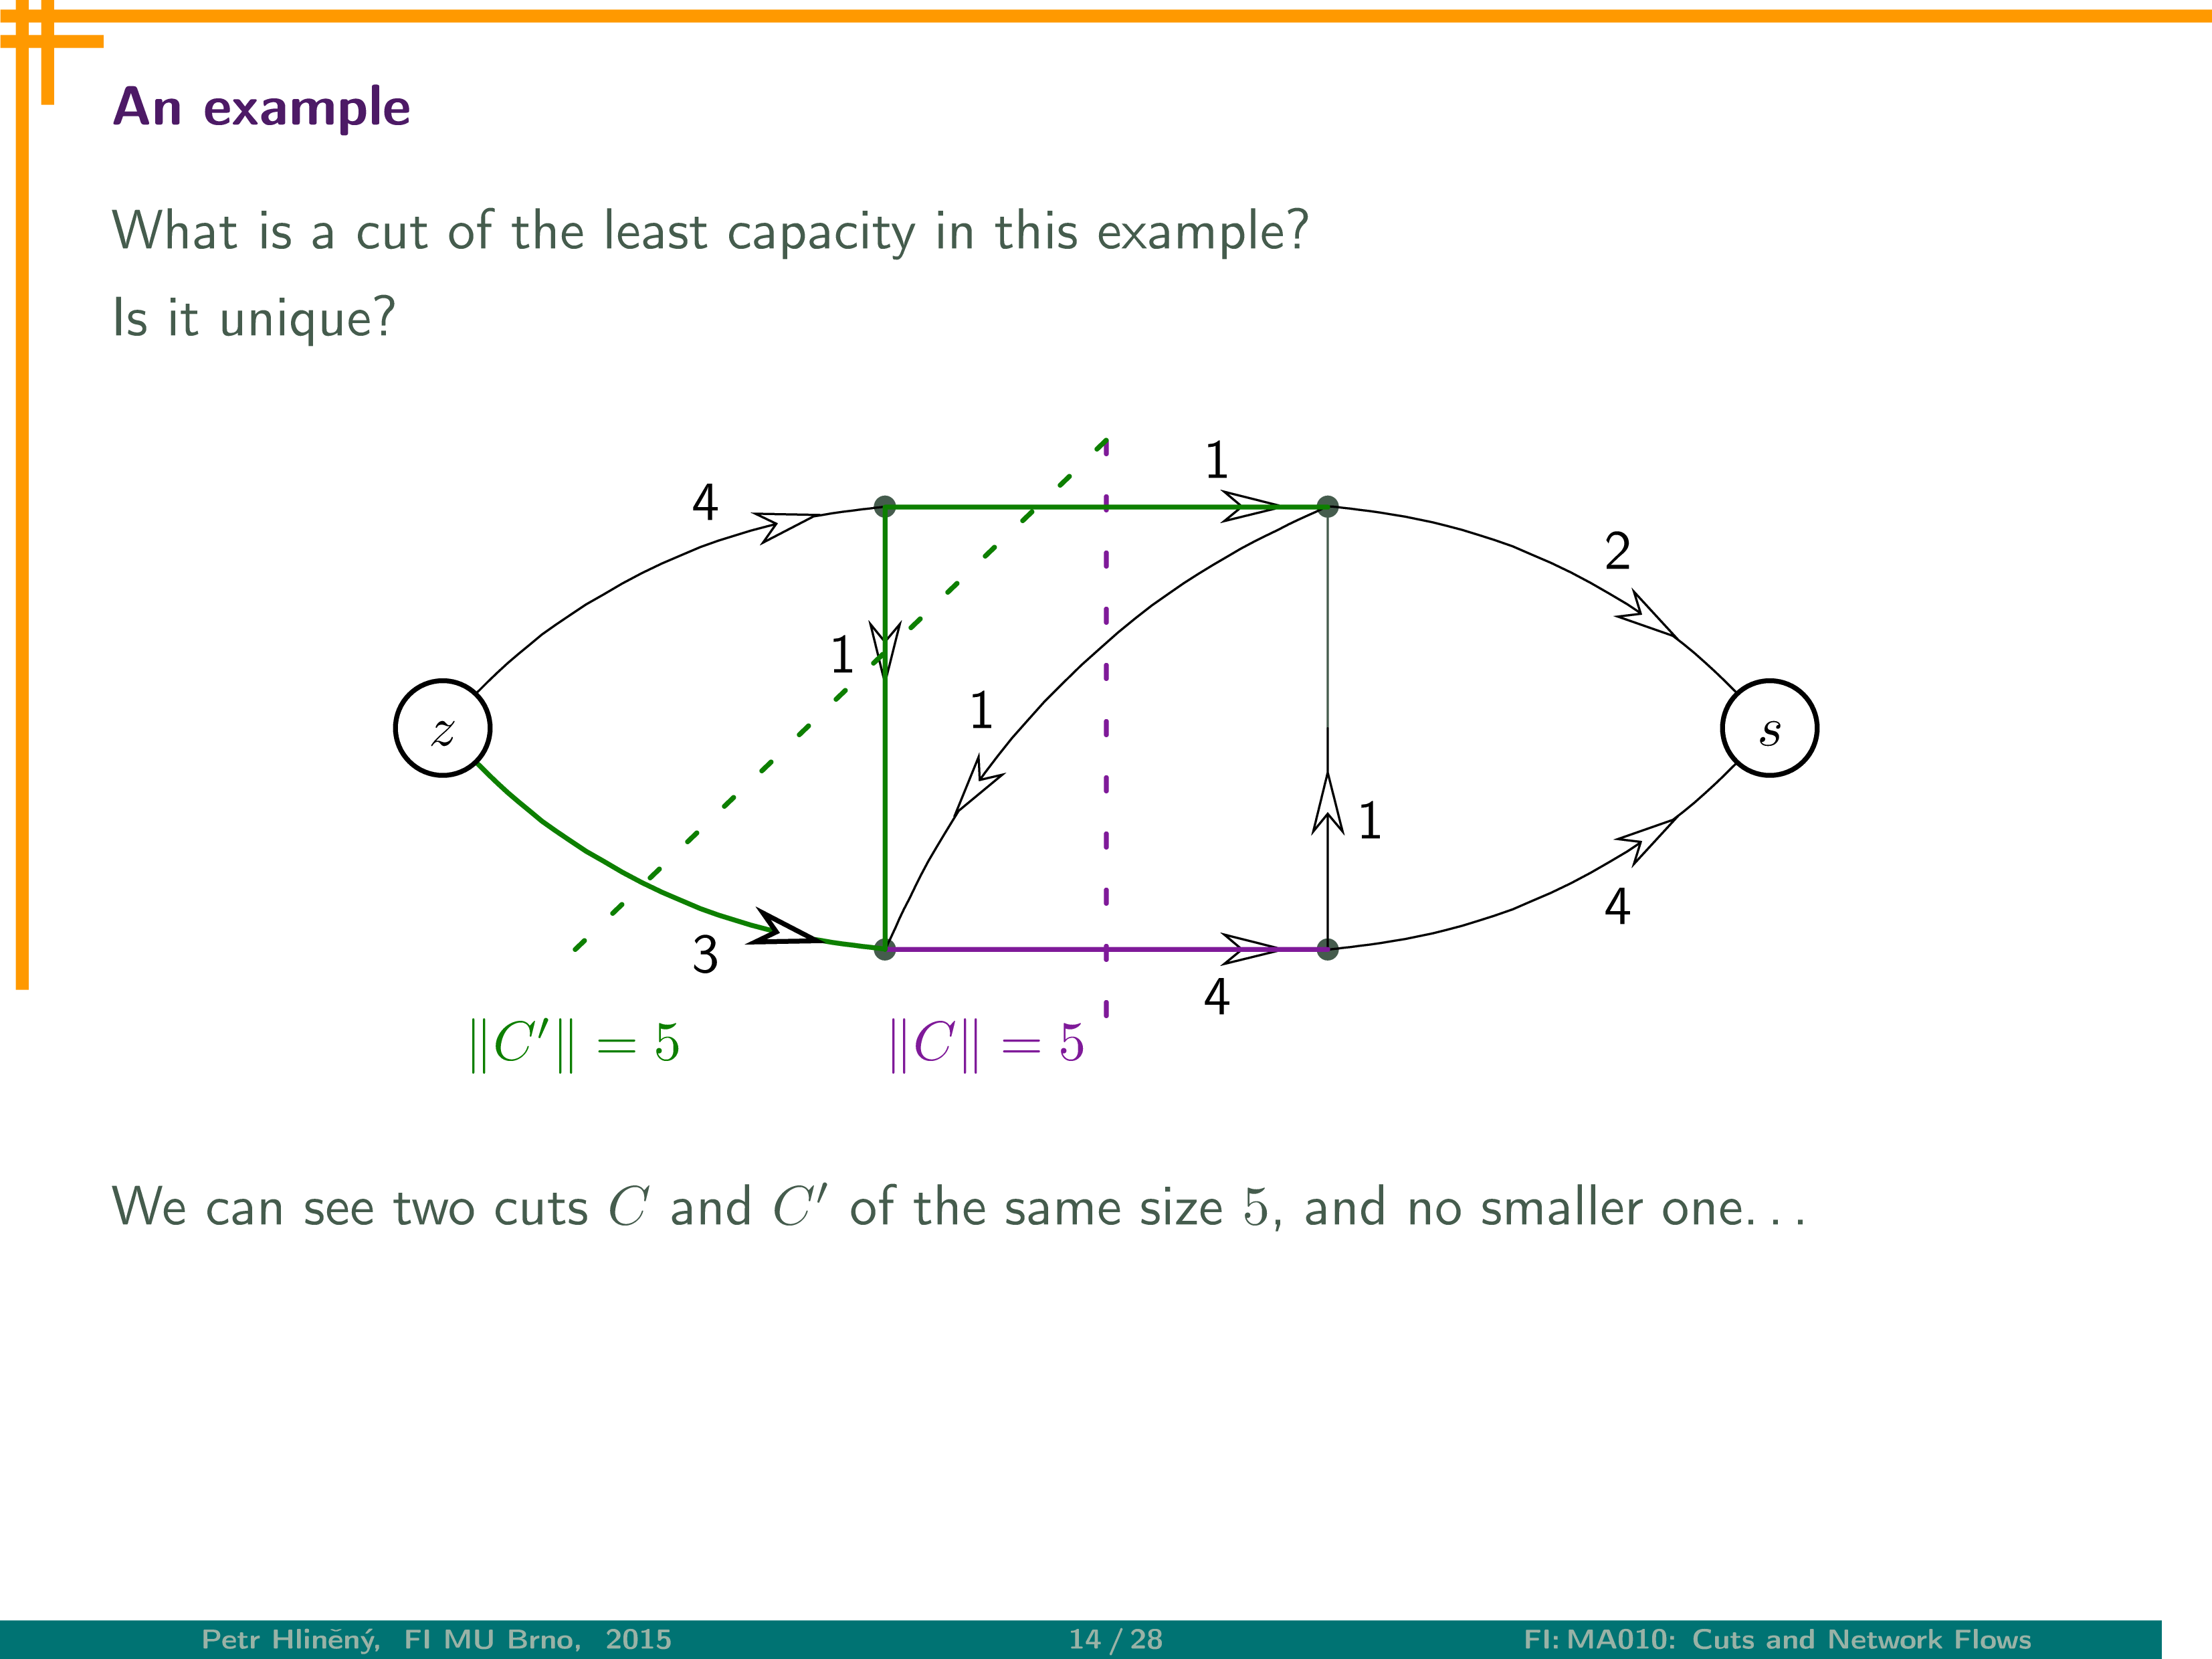 An example
What is a cut of the least capacity in this example?
Is it unique?
1
4
2
1
1
z
s
1
4
3
4
‖C′‖ = 5
‖C‖ = 5
We can see two cuts C and C′ of the same size 5, and no smaller one...
Petr Hliněný, FI MU Brno, 2015
14 / 28
FI: MA010: Cuts and Network Flows